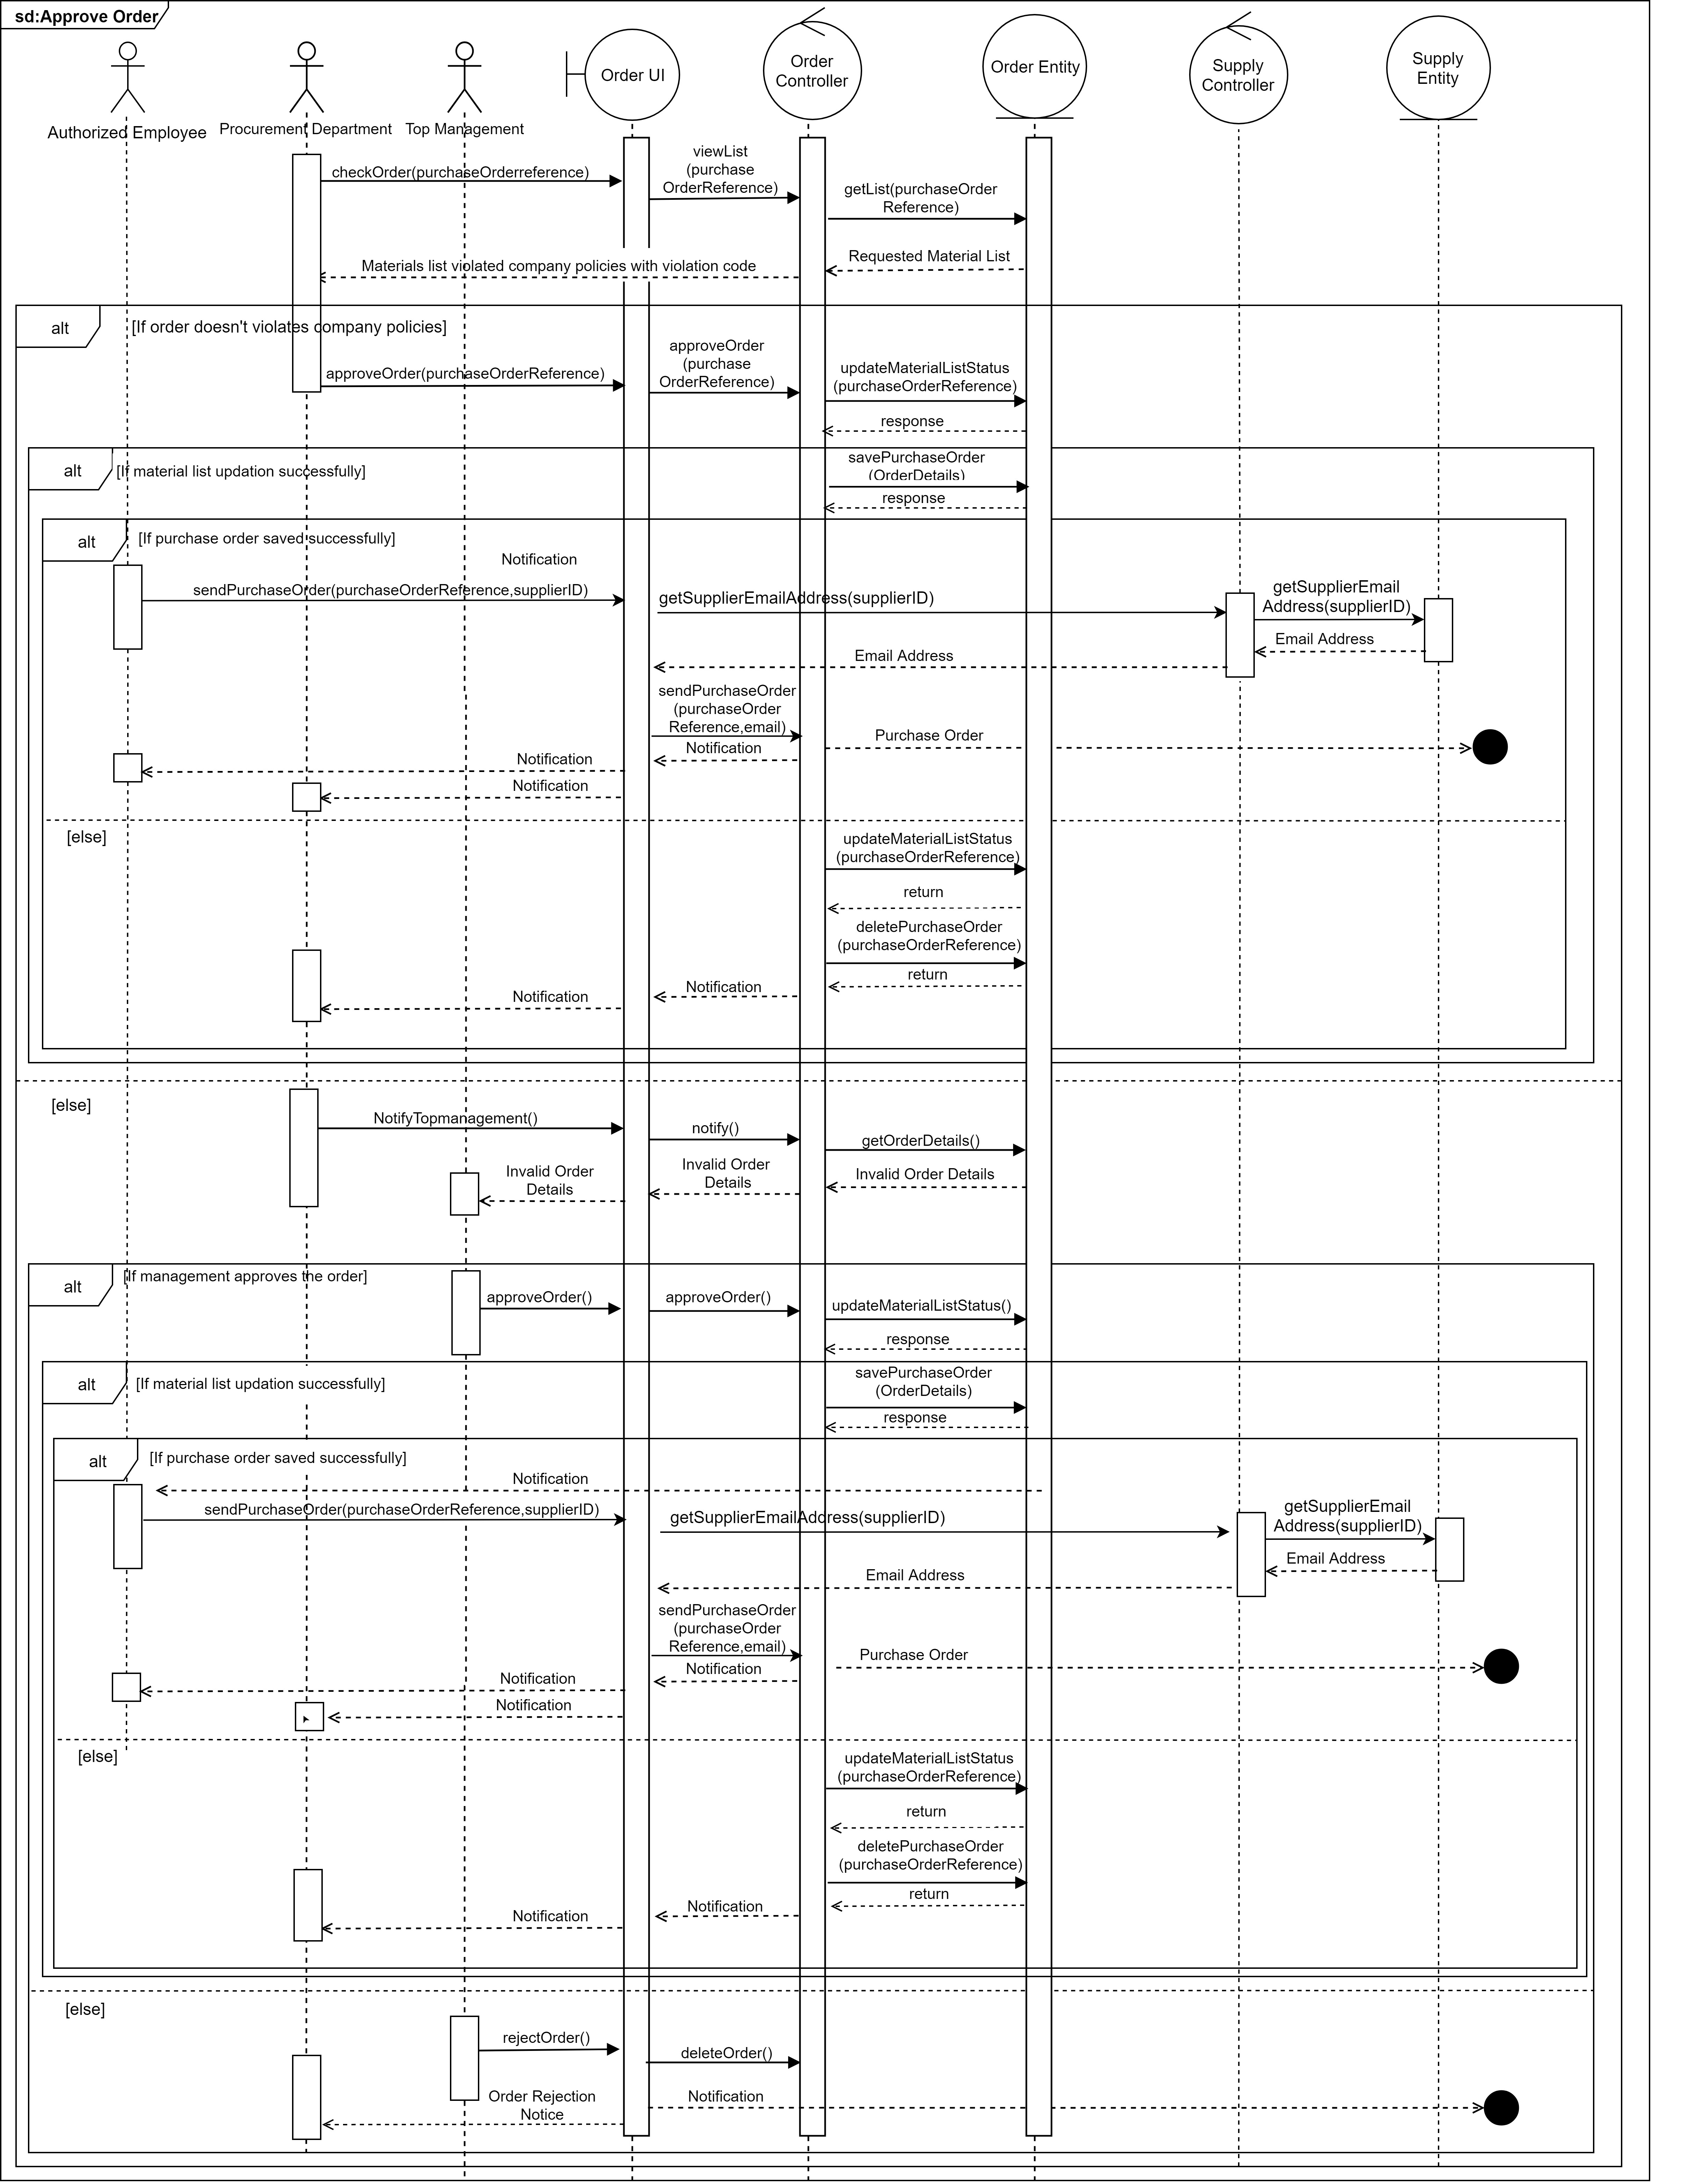 sd:Approve Order
Order UI
Order
Controller
Order Entity
Supply
Controller
Supply
Entity
Authorized Employee
Procurement Department
Top Management
checkOrder(purchaseOrderreference)
viewList
(purchase
OrderReference)
getList(purchaseOrder
Reference)
Materials list violated company policies with violation code
Requested Material List
alt
[If order doesn't violates company policies]
approveOrder(purchaseOrderReference)
approveOrder
(purchase
OrderReference)
updateMaterialListStatus
(purchaseOrderReference)
response
alt
[If material list updation successfully]
savePurchaseOrder
(OrderDetails)
response
alt
[If purchase order saved successfully]
Notification
sendPurchaseOrder(purchaseOrderReference,supplierID)
getSupplierEmailAddress(supplierID)
getSupplierEmail
Address(supplierID)
Email Address
Email Address
sendPurchaseOrder
(purchaseOrder
Reference,email)
Notification
Purchase Order
Notification
Notification
[else]
updateMaterialListStatus
(purchaseOrderReference)
return
deletePurchaseOrder
(purchaseOrderReference)
return
Notification
Notification
[else]
NotifyTopmanagement()
notify()
getOrderDetails()
Invalid Order
Details
Invalid Order
Details
Invalid Order Details
alt
[If management approves the order]
approveOrder()
approveOrder()
updateMaterialListStatus()
response
alt
[If material list updation successfully]
savePurchaseOrder
(OrderDetails)
response
alt
[If purchase order saved successfully]
Notification
sendPurchaseOrder(purchaseOrderReference,supplierID)
getSupplierEmailAddress(supplierID)
getSupplierEmail
Address(supplierID)
Email Address
Email Address
sendPurchaseOrder
(purchaseOrder
Reference,email)
Notification
Purchase Order
Notification
Notification
[else]
updateMaterialListStatus
(purchaseOrderReference)
return
deletePurchaseOrder
(purchaseOrderReference)
return
Notification
Notification
[else]
rejectOrder()
deleteOrder()
Order Rejection
Notice
Notification